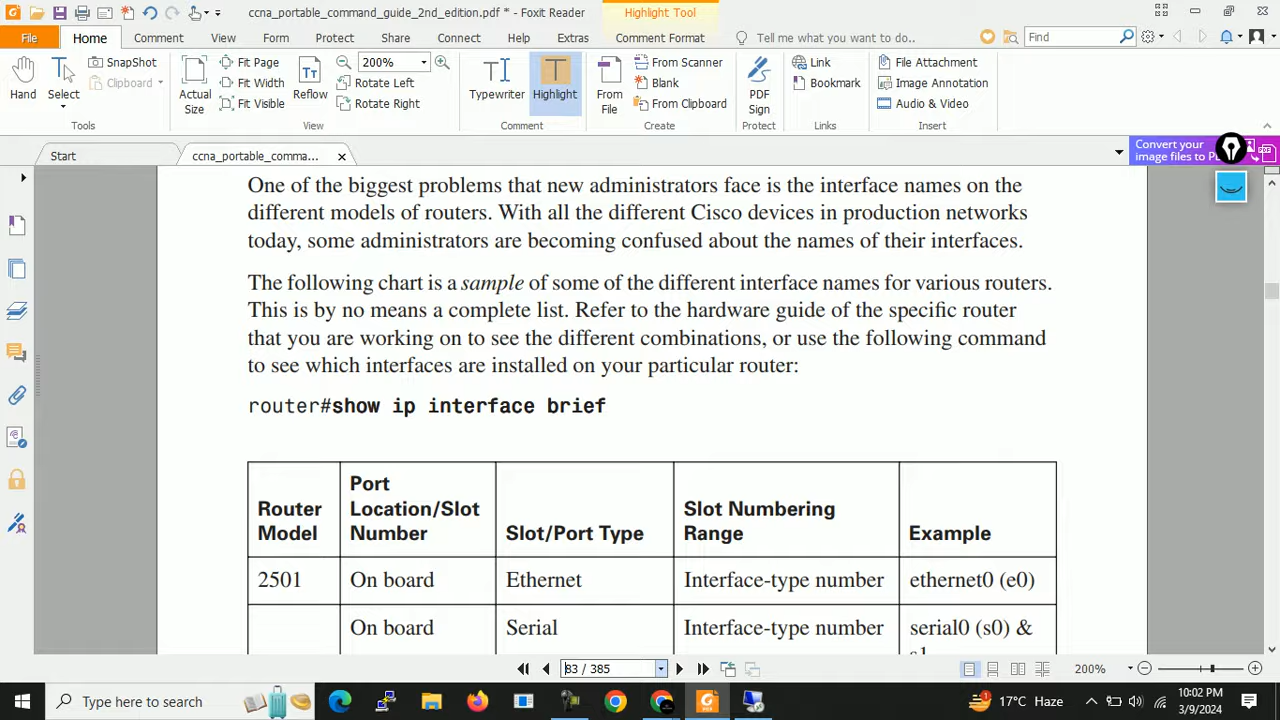 ccna_portable_command_guide_2nd_edition.pdf * - Foxit Reader
Highlight Tool
File Home Comment View Form Protect Share Connect Help Extras Comment Format Tell me what you want to do.. Find
Hand
Select
SnapShot
Clipboard
Actual Size
Fit Page
Fit Width
Fit Visible
Reflow
200%
Rotate Left
Rotate Right
Typewriter
Highlight
From File
From Scanner
Blank
From Clipboard
PDF Sign
Link
Bookmark
File Attachment
Image Annotation
Audio & Video
Tools View Comment Create Protect Links Insert
Start ccna_portable_comma...
Convert your
image files to P
One of the biggest problems that new administrators face is the interface names on the
different models of routers. With all the different Cisco devices in production networks
today, some administrators are becoming confused about the names of their interfaces.
The following chart is a sample of some of the different interface names for various routers.
This is by no means a complete list. Refer to the hardware guide of the specific router
that you are working on to see the different combinations, or use the following command
to see which interfaces are installed on your particular router:
router#show ip interface brief
Router Model Port Location/Slot Number Slot/Port Type Slot Numbering Range Example
2501 On board Ethernet Interface-type number ethernet0 (e0)
On board Serial Interface-type number serial0 (s0) &
83 / 385 200%
Type here to search
1 17°C Haze
10:02 PM
3/9/2024